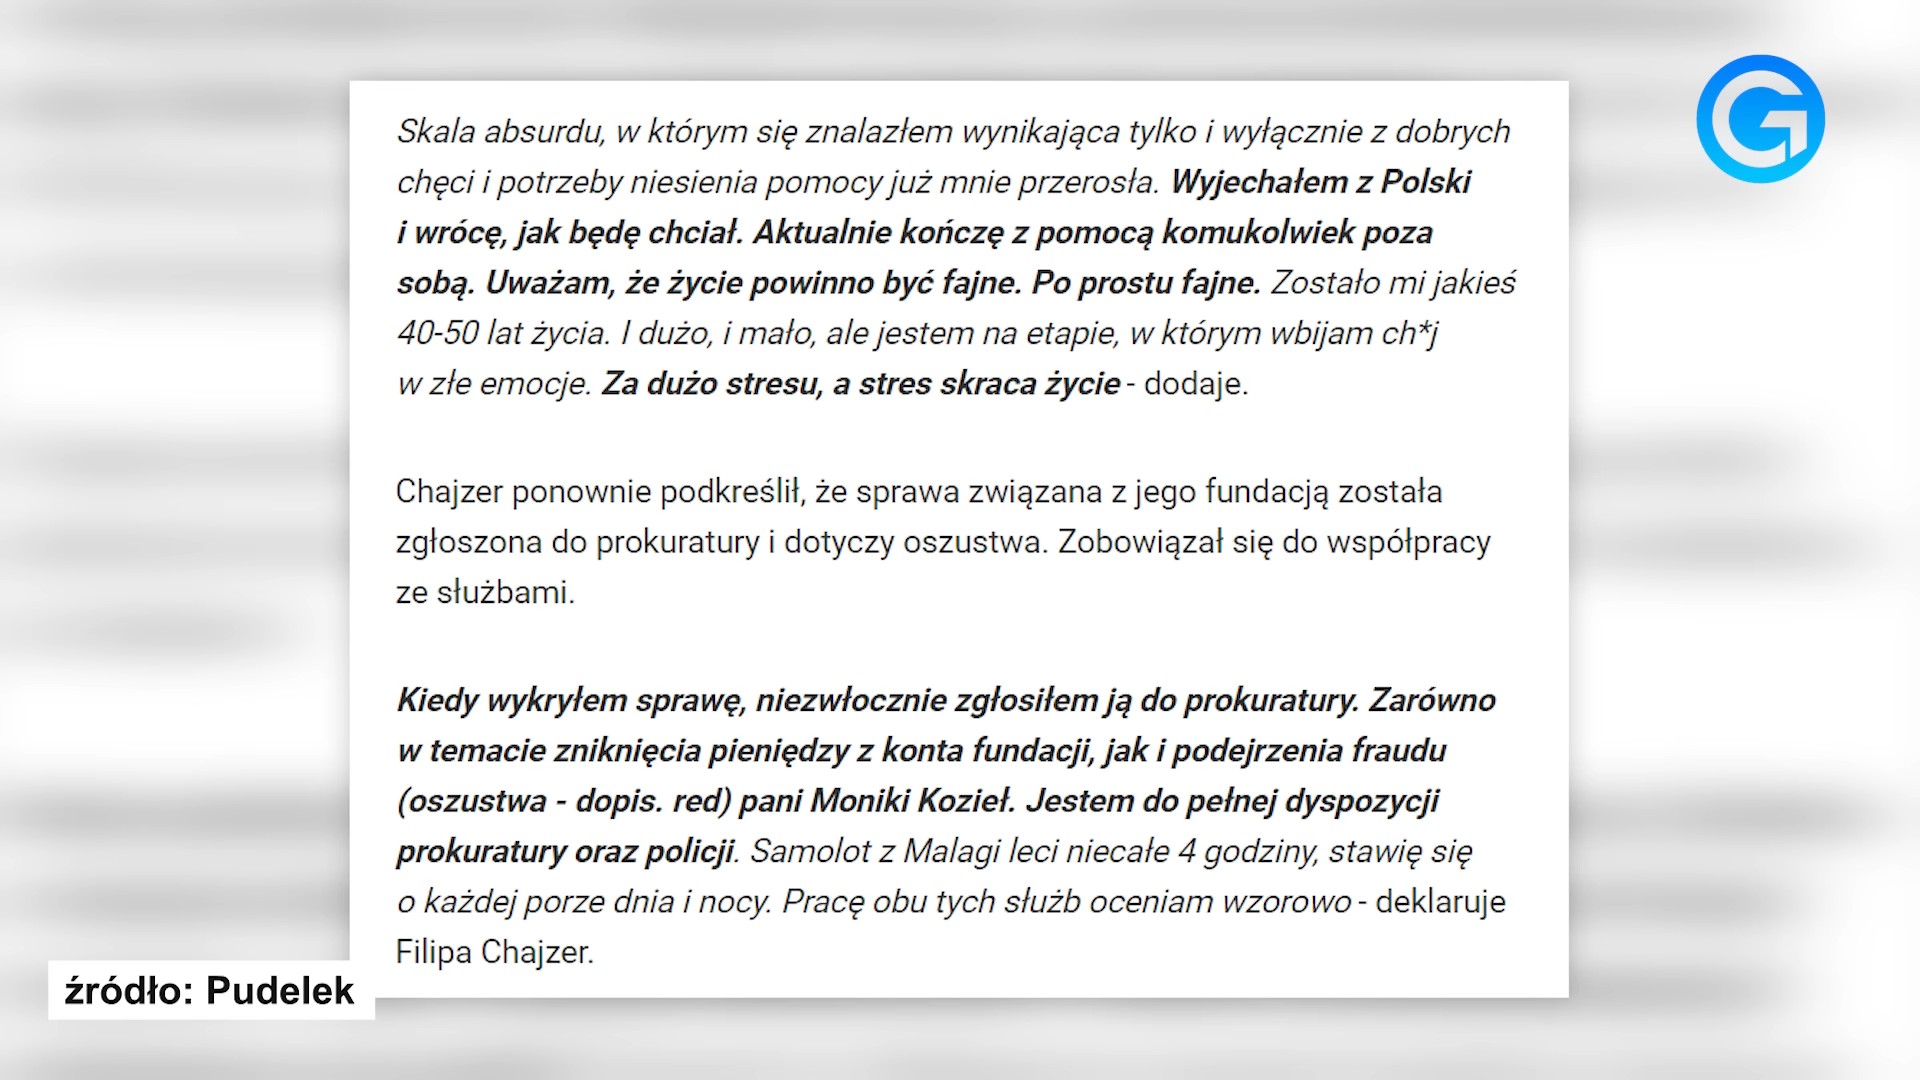 Skala absurdu, w którym się znalazłem wynikająca tylko i wyłącznie z dobrych
chęci i potrzeby niesienia pomocy już mnie przerosła. Wyjechałem z Polski
i wrócę, jak będę chciał. Aktualnie kończę z pomocą komukolwiek poza
sobą. Uważam, że życie powinno być fajne. Po prostu fajne. Zostało mi jakieś
40-50 lat życia. I dużo, i mało, ale jestem na etapie, w którym wbijam ch*j
w złe emocje. Za dużo stresu, a stres skraca życie - dodaje.
Chajzer ponownie podkreślił, że sprawa związana z jego fundacją została
zgłoszona do prokuratury i dotyczy oszustwa. Zobowiązał się do współpracy
ze służbami.
Kiedy wykryłem sprawę, niezwłocznie zgłosiłem ją do prokuratury. Zarówno
w temacie zniknięcia pieniędzy z konta fundacji, jak i podejrzenia fraudu
(oszustwa - dopis. red) pani Moniki Kozieł. Jestem do pełnej dyspozycji
prokuratury oraz policji. Samolot z Malagi leci niecałe 4 godziny, stawię się
o każdej porze dnia i nocy. Pracę obu tych służb oceniam wzorowo - deklaruje
Filipa Chajzer.
źródło: Pudelek